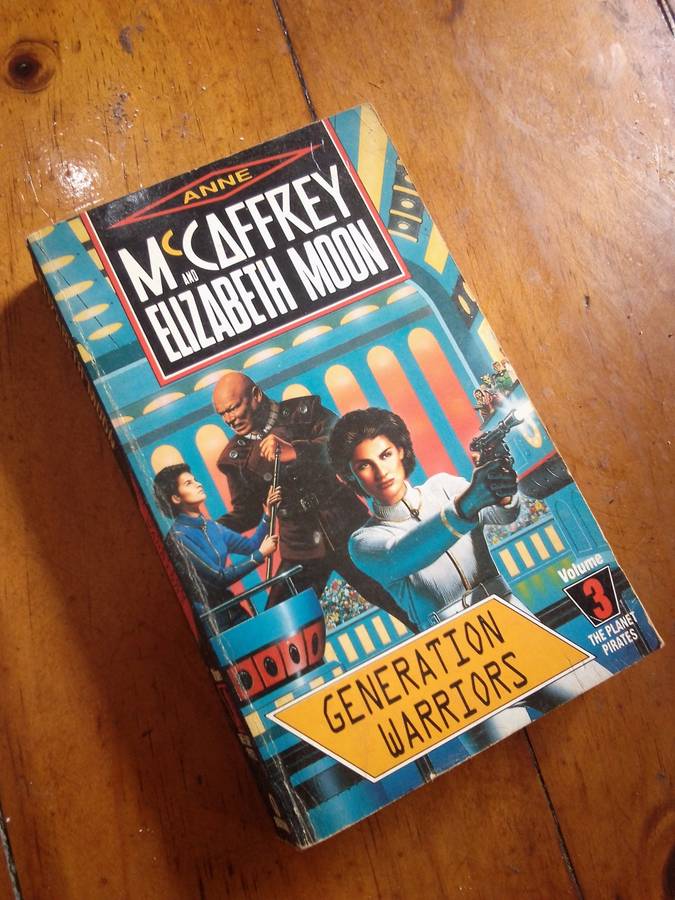 ANNE
McCAFFREY
AND
ELIZABETH MOON
Volume
3
THE PLANET
PIRATES
GENERATION
WARRIORS